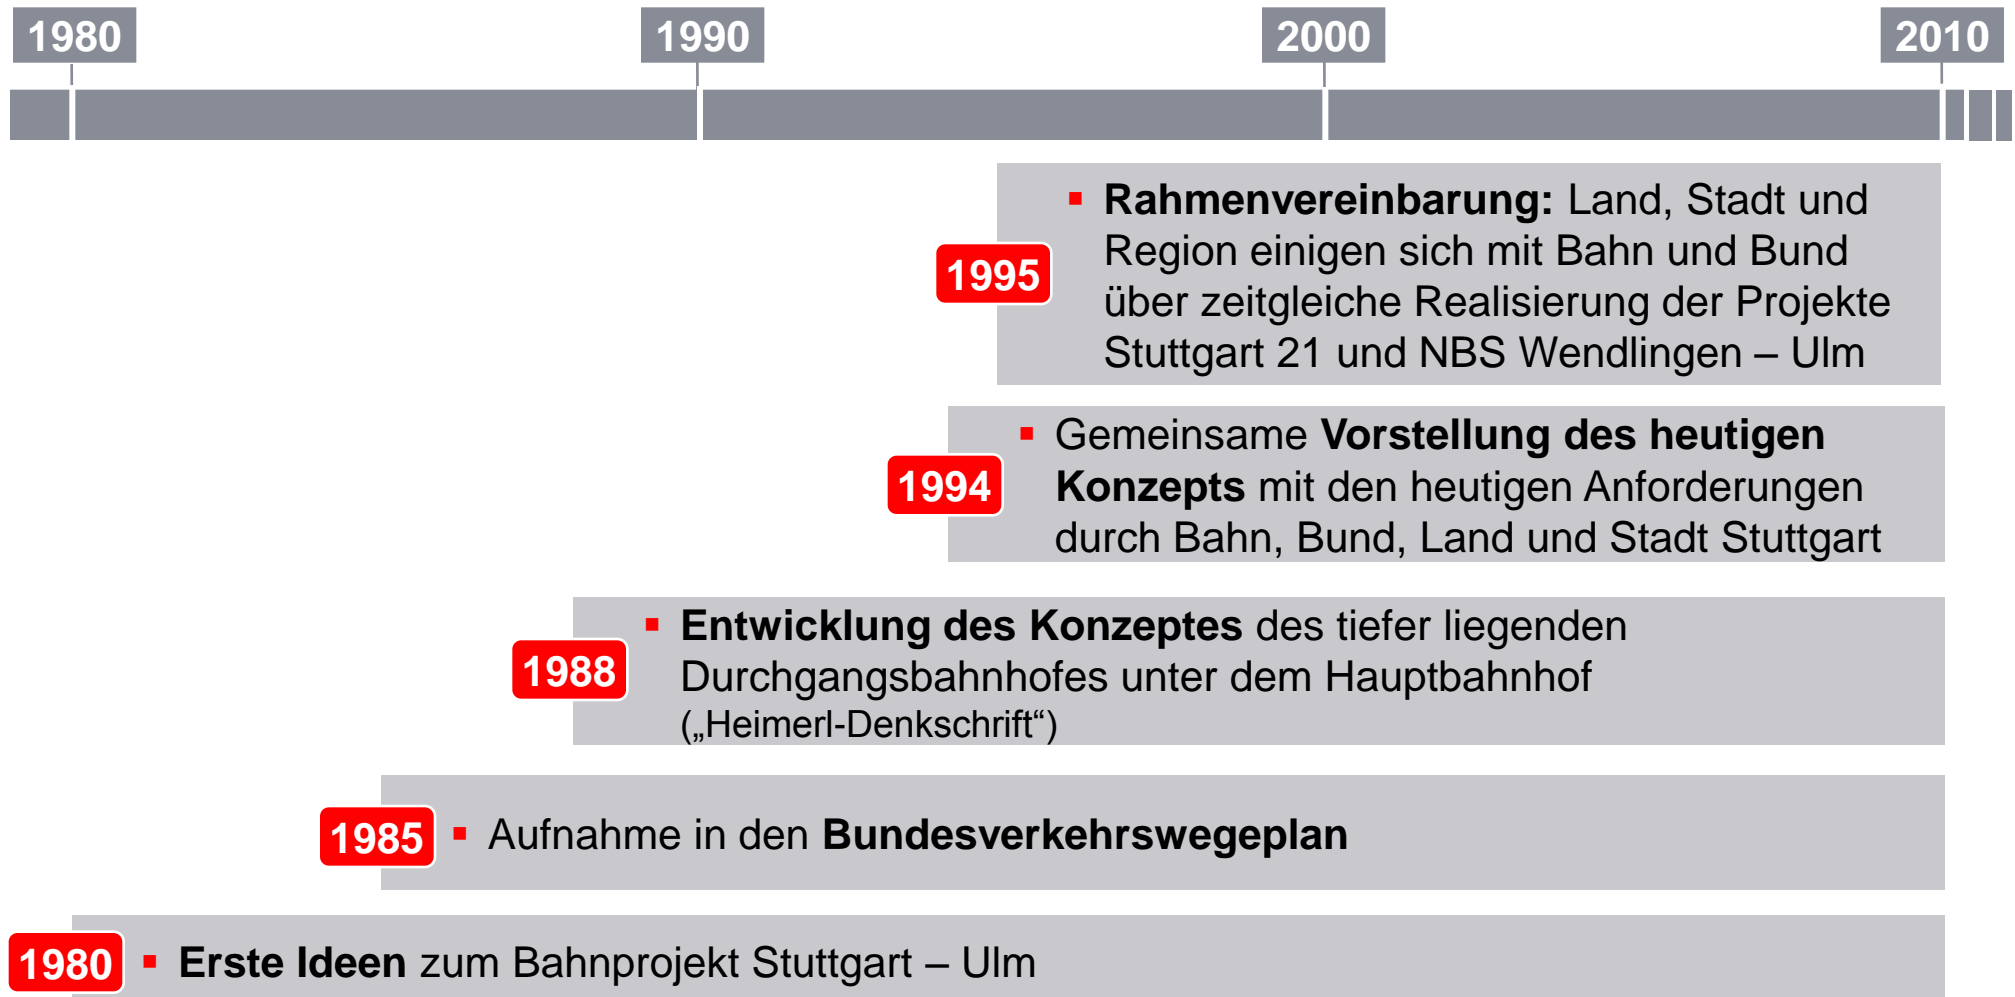 1980 1990 2000 2010
1995
▪ Rahmenvereinbarung: Land, Stadt und
Region einigen sich mit Bahn und Bund
über zeitgleiche Realisierung der Projekte
Stuttgart 21 und NBS Wendlingen – Ulm
1994
▪ Gemeinsame Vorstellung des heutigen
Konzepts mit den heutigen Anforderungen
durch Bahn, Bund, Land und Stadt Stuttgart
1988
▪ Entwicklung des Konzeptes des tiefer liegenden
Durchgangsbahnhofes unter dem Hauptbahnhof
(„Heimerl-Denkschrift“)
1985 ▪ Aufnahme in den Bundesverkehrswegeplan
1980 ▪ Erste Ideen zum Bahnprojekt Stuttgart – Ulm